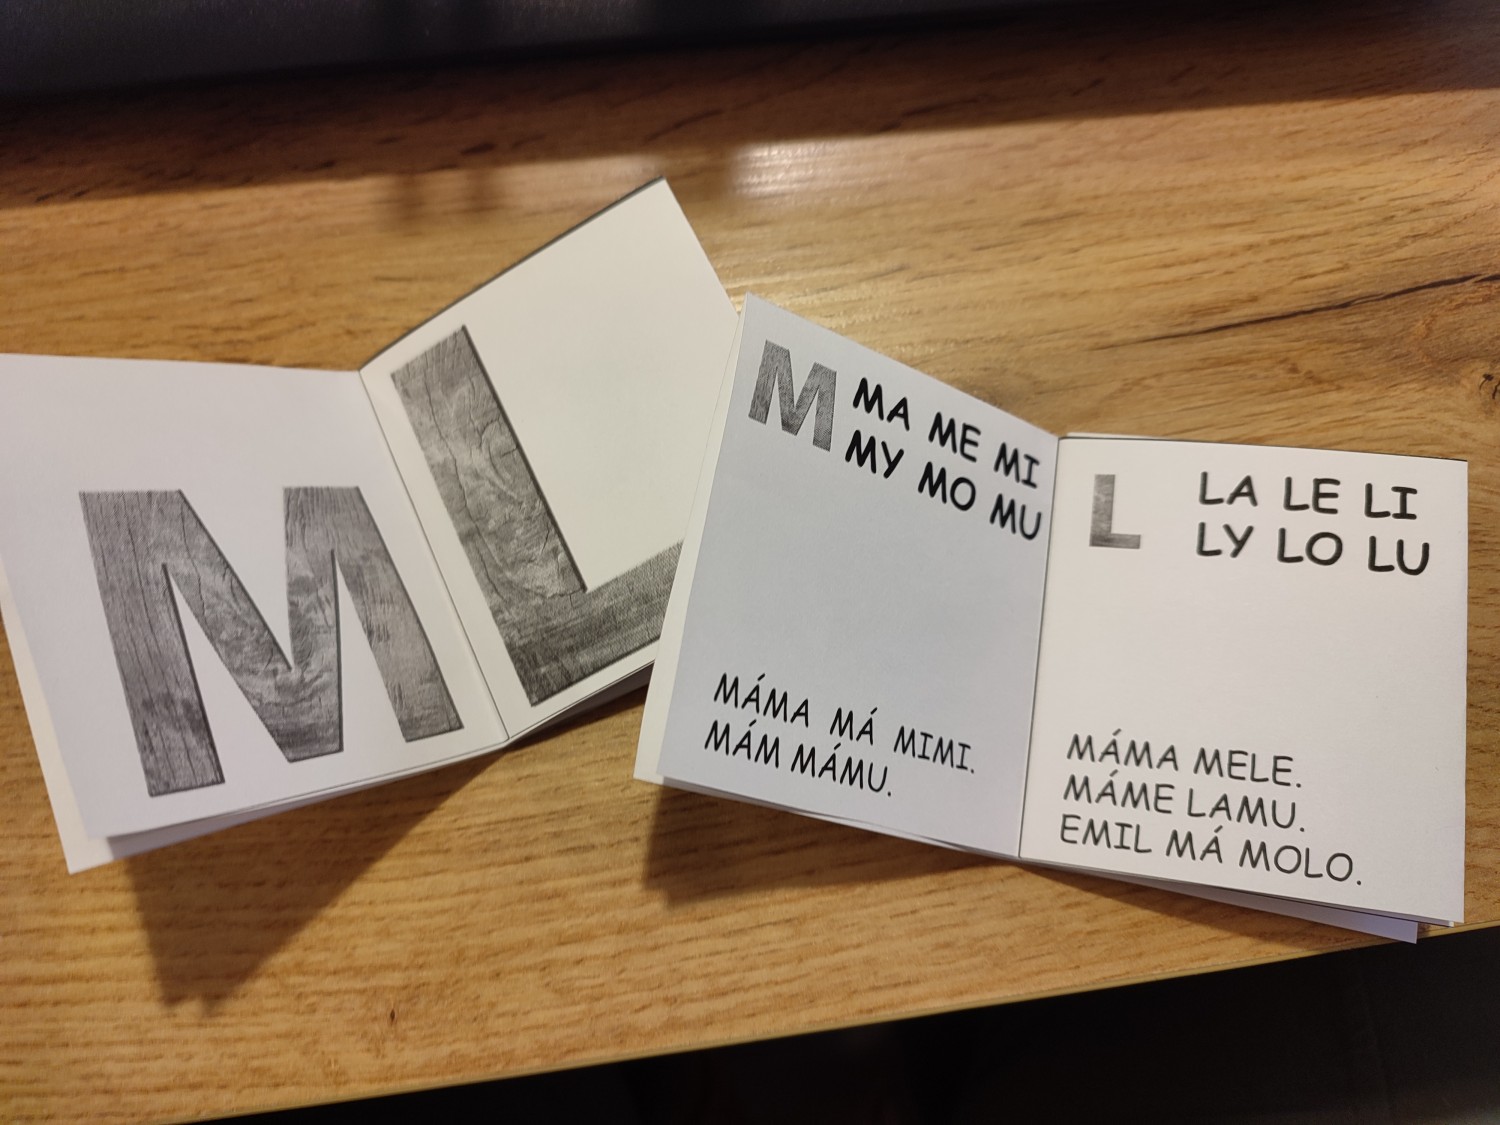 M
L
M
MA ME MI
MY MO MU
MÁMA MÁ MIMI.
MÁM MÁMU.
L
LA LE LI
LY LO LU
MÁMA MELE.
MÁME LAMU.
EMIL MÁ MOLO.